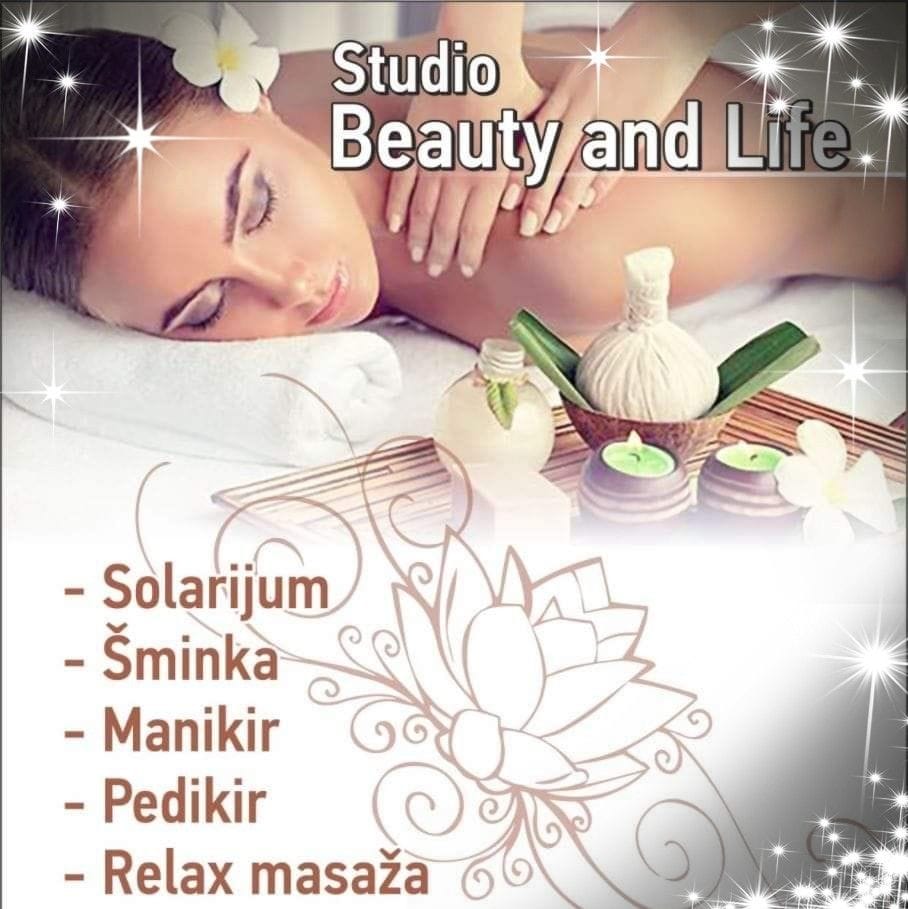 Studio
Beauty and Life
- Solarijum
- Šminka
- Manikir
- Pedikir
- Relax masaža